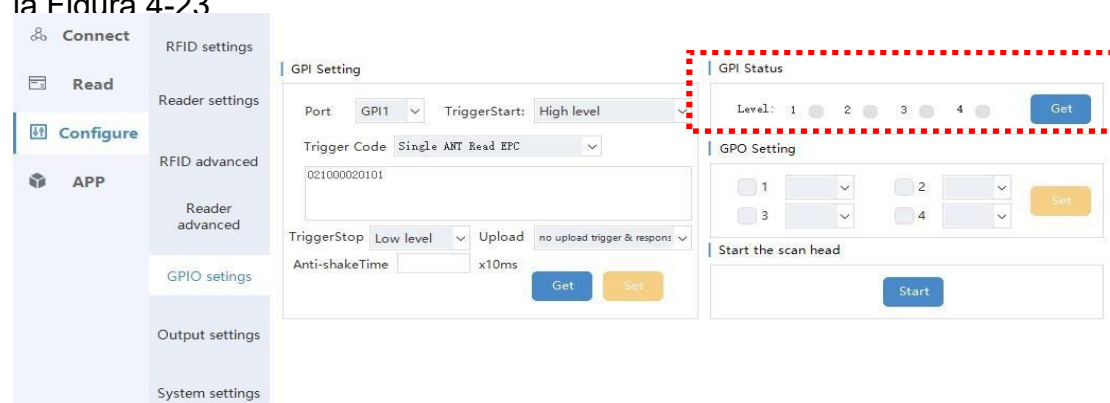 la Figura 4-23
Connect
Read
Configure
APP
RFID settings
Reader settings
RFID advanced
Reader
advanced
GPIO setings
Output settings
System settings
GPI Setting
Port GPI1 TriggerStart: High level
Trigger Code Single ANT Read EPC
021000020101
TriggerStop Low level Upload no upload trigger & respons
Anti-shakeTime x10ms
Get Set
GPI Status
Level: 1 2 3 4 Get
GPO Setting
1 2
3 4
Set
Start the scan head
Start